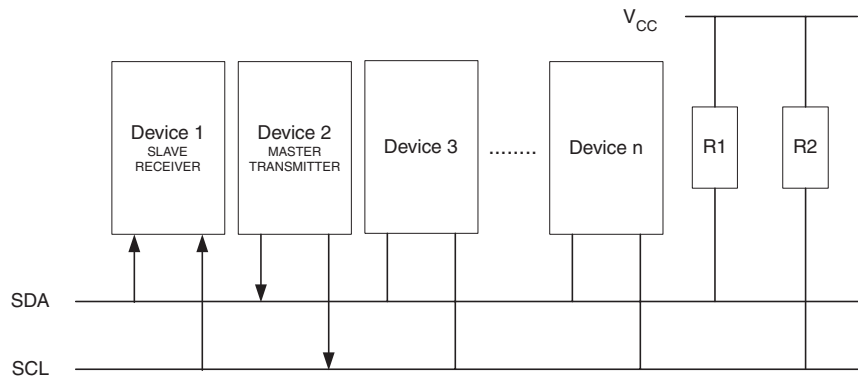 VCC
Device 1
SLAVE
RECEIVER
Device 2
MASTER
TRANSMITTER
Device 3
........
Device n
R1
R2
SDA
SCL